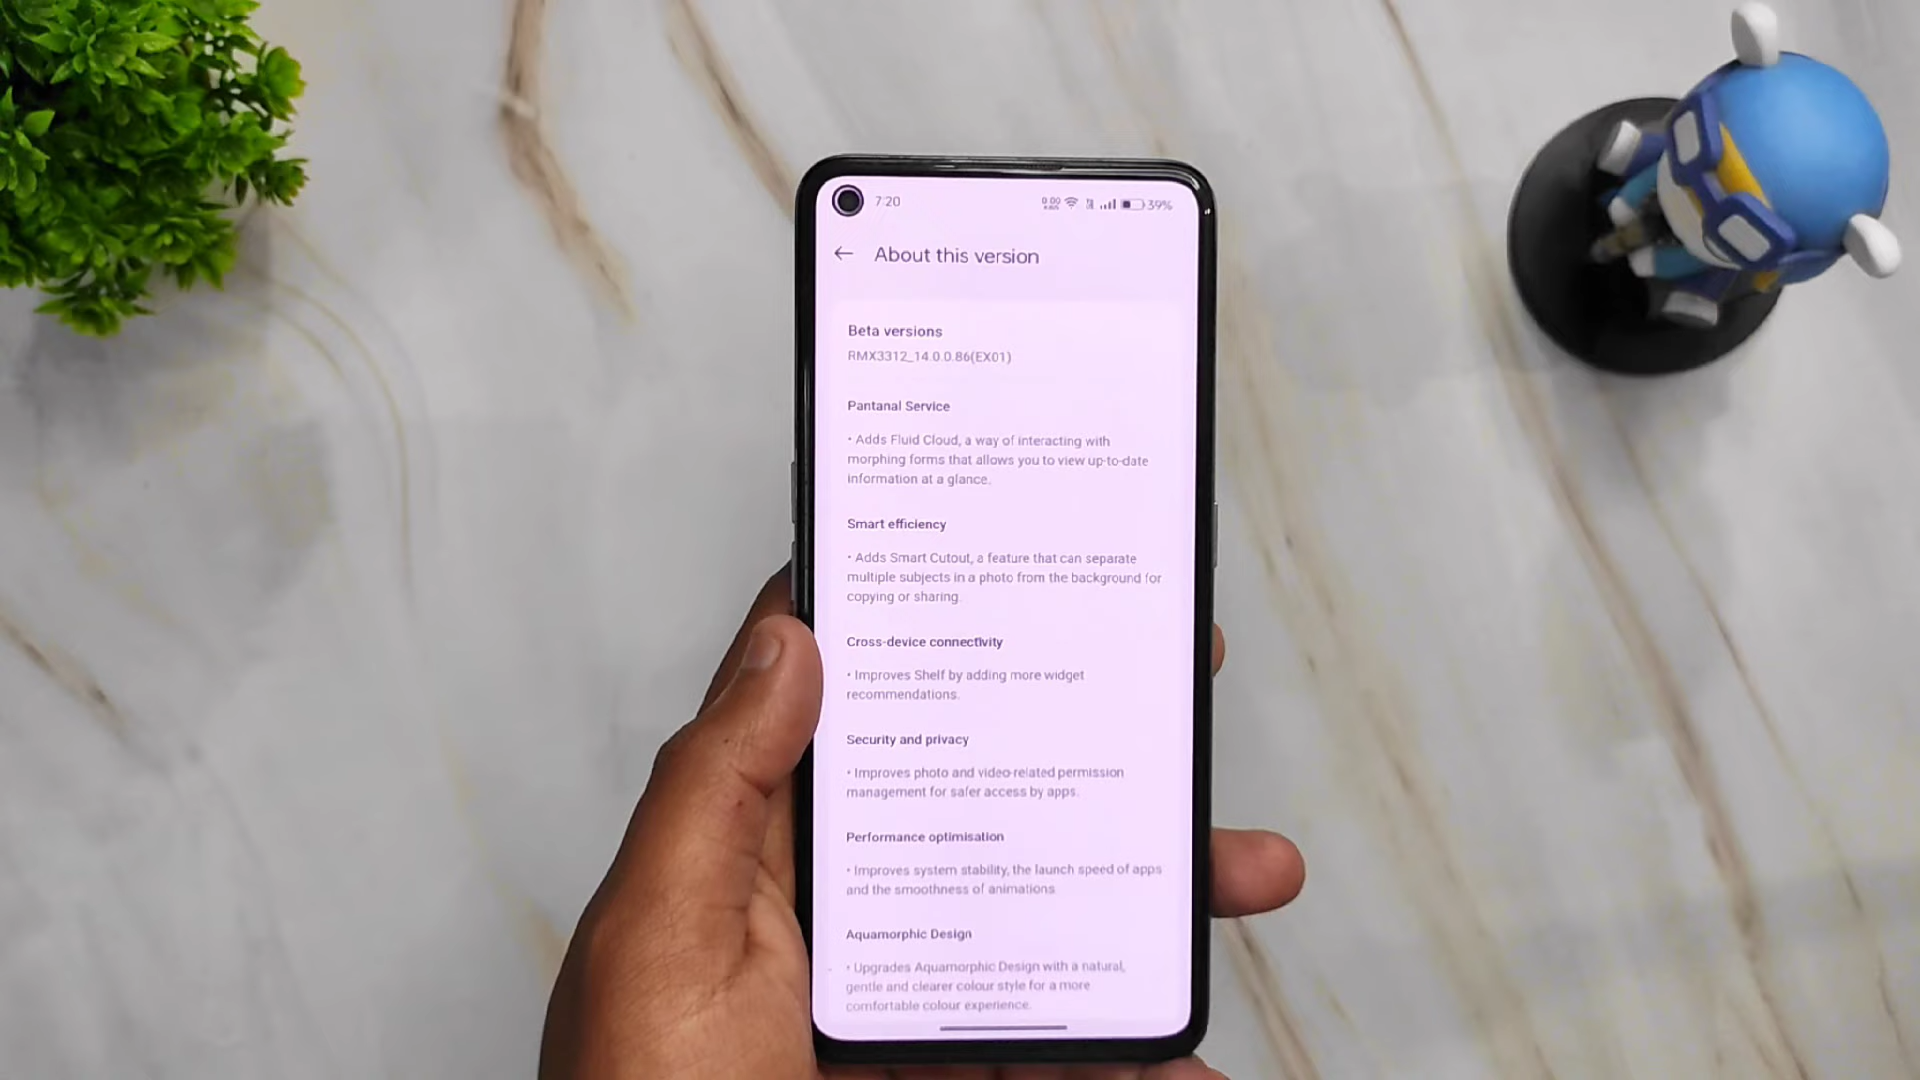 7:20
0.00 KB/S 39%
About this version
Beta versions
RMX3312_14.0.0.86(EX01)
Pantanal Service
• Adds Fluid Cloud, a way of interacting with
morphing forms that allows you to view up-to-date
information at a glance.
Smart efficiency
• Adds Smart Cutout, a feature that can separate
multiple subjects in a photo from the background for
copying or sharing.
Cross-device connectivity
• Improves Shelf by adding more widget
recommendations.
Security and privacy
• Improves photo and video-related permission
management for safer access by apps.
Performance optimisation
• Improves system stability, the launch speed of apps
and the smoothness of animations.
Aquamorphic Design
• Upgrades Aquamorphic Design with a natural,
gentle and clearer colour style for a more
comfortable colour experience.